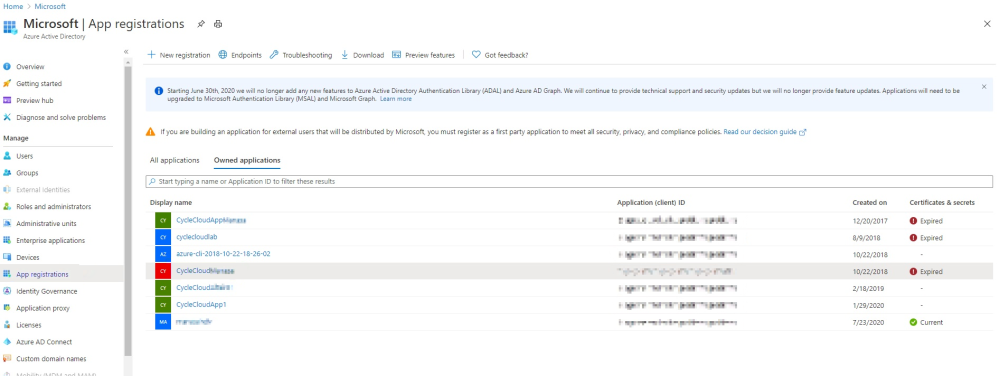 Home > Microsoft
Microsoft | App registrations
Azure Active Directory
Overview
Getting started
Preview hub
Diagnose and solve problems
Manage
Users
Groups
External Identities
Roles and administrators
Administrative units
Enterprise applications
Devices
App registrations
Identity Governance
Application proxy
Licenses
Azure AD Connect
Custom domain names
Mobility (MDM and MAM)
New registration Endpoints Troubleshooting Download Preview features Got feedback?
Starting June 30th, 2020 we will no longer add any new features to Azure Active Directory Authentication Library (ADAL) and Azure AD Graph. We will continue to provide technical support and security updates but we will no longer provide feature updates. Applications will need to be
upgraded to Microsoft Authentication Library (MSAL) and Microsoft Graph. Learn more
If you are building an application for external users that will be distributed by Microsoft, you must register as a first party application to meet all security, privacy, and compliance policies. Read our decision guide
All applications Owned applications
Start typing a name or Application ID to filter these results
Display name Application (client) ID Created on Certificates & secrets
CY CycleCloudApp 12/20/2017 Expired
CY cyclecloudlab 8/9/2018 Expired
AZ azure-cli-2018-10-22-18-26-02 10/22/2018 -
CY CycleCloud 10/22/2018 Expired
CY CycleCloud 2/18/2019 -
CY CycleCloudApp1 1/29/2020 -
MA 7/23/2020 Current